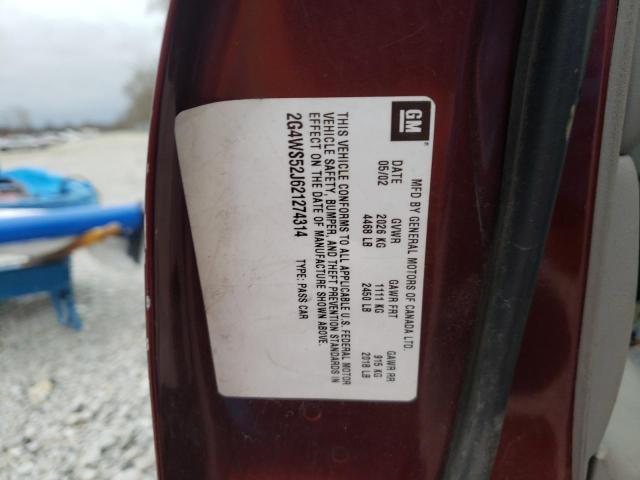 GM
MFD BY GENERAL MOTORS OF CANADA LTD.
DATE GVWR GAWR FRT GAWR RR
05/02 2026 KG 1111 KG 915 KG
4468 LB 2450 LB 2018 LB
THIS VEHICLE CONFORMS TO ALL APPLICABLE U.S. FEDERAL MOTOR
VEHICLE SAFETY, BUMPER, AND THEFT PREVENTION STANDARDS IN
EFFECT ON THE DATE OF MANUFACTURE SHOWN ABOVE.
2G4WS52J621274314 TYPE: PASS CAR